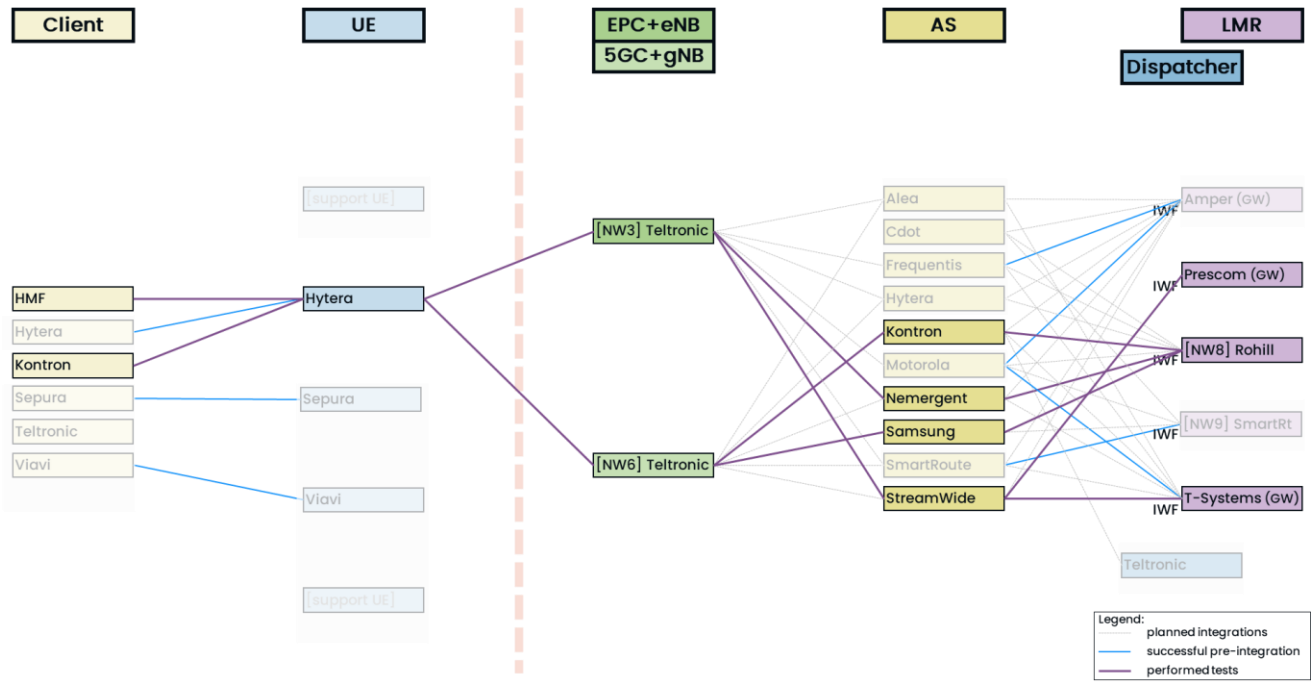 Client
UE
EPC+eNB
5GC+gNB
AS
LMR
Dispatcher
HMF
Hytera
Kontron
Sepura
Teltronic
Viavi
[support UE]
Hytera
Sepura
Viavi
[support UE]
[NW3] Teltronic
[NW6] Teltronic
Alea
Cdot
Frequentis
Hytera
Kontron
Motorola
Nemergent
Samsung
SmartRoute
StreamWide
Amper (GW)
IWF
Prescom (GW)
IWF
[NW8] Rohill
IWF
[NW9] SmartRt
IWF
T-Systems (GW)
IWF
Teltronic
Legend:
planned integrations
successful pre-integration
performed tests